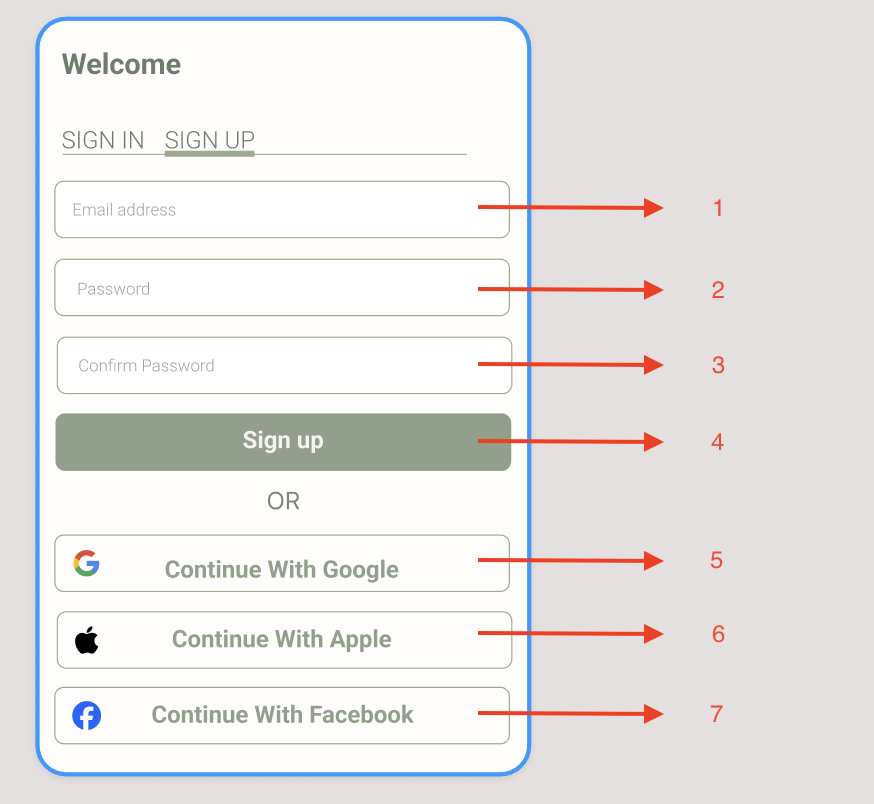 Welcome
SIGN IN SIGN UP
Email address 1
Password 2
Confirm Password 3
Sign up 4
OR
Continue With Google 5
Continue With Apple 6
Continue With Facebook 7